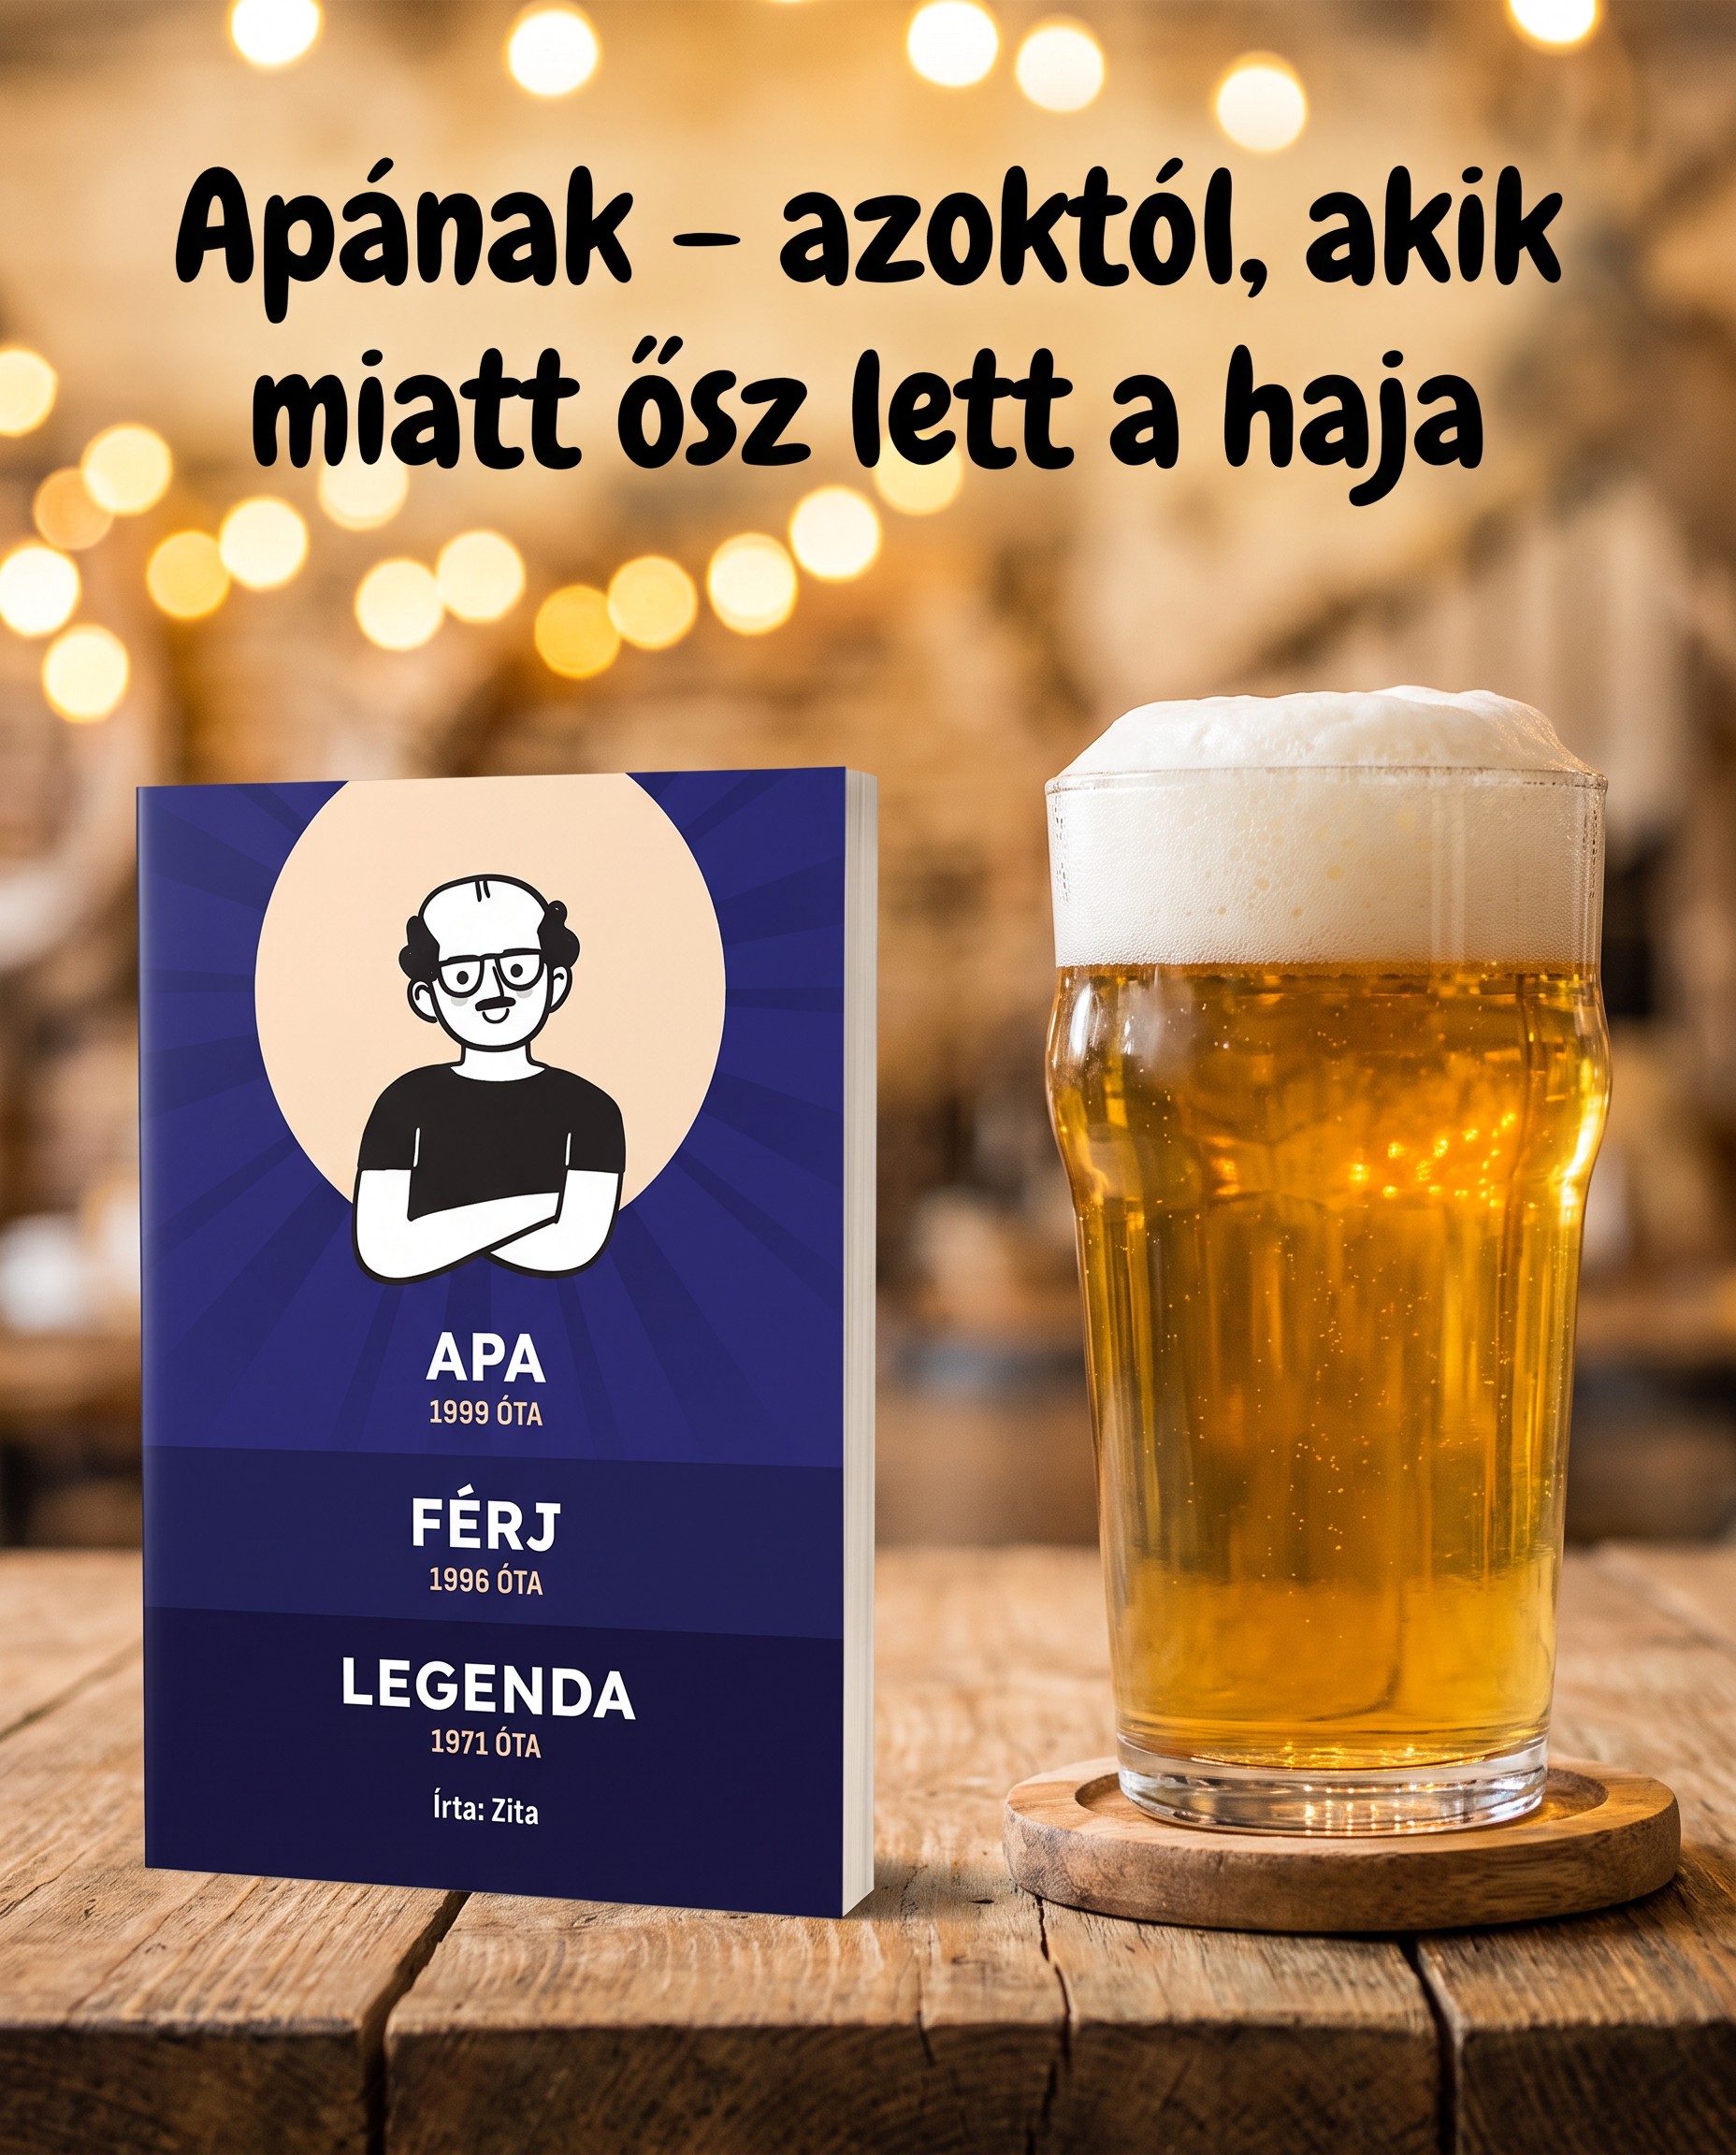 Apának – azoktól, akik
miatt ősz lett a haja
APA
1999 ÓTA
FÉRJ
1996 ÓTA
LEGENDA
1971 ÓTA
Írta: Zita